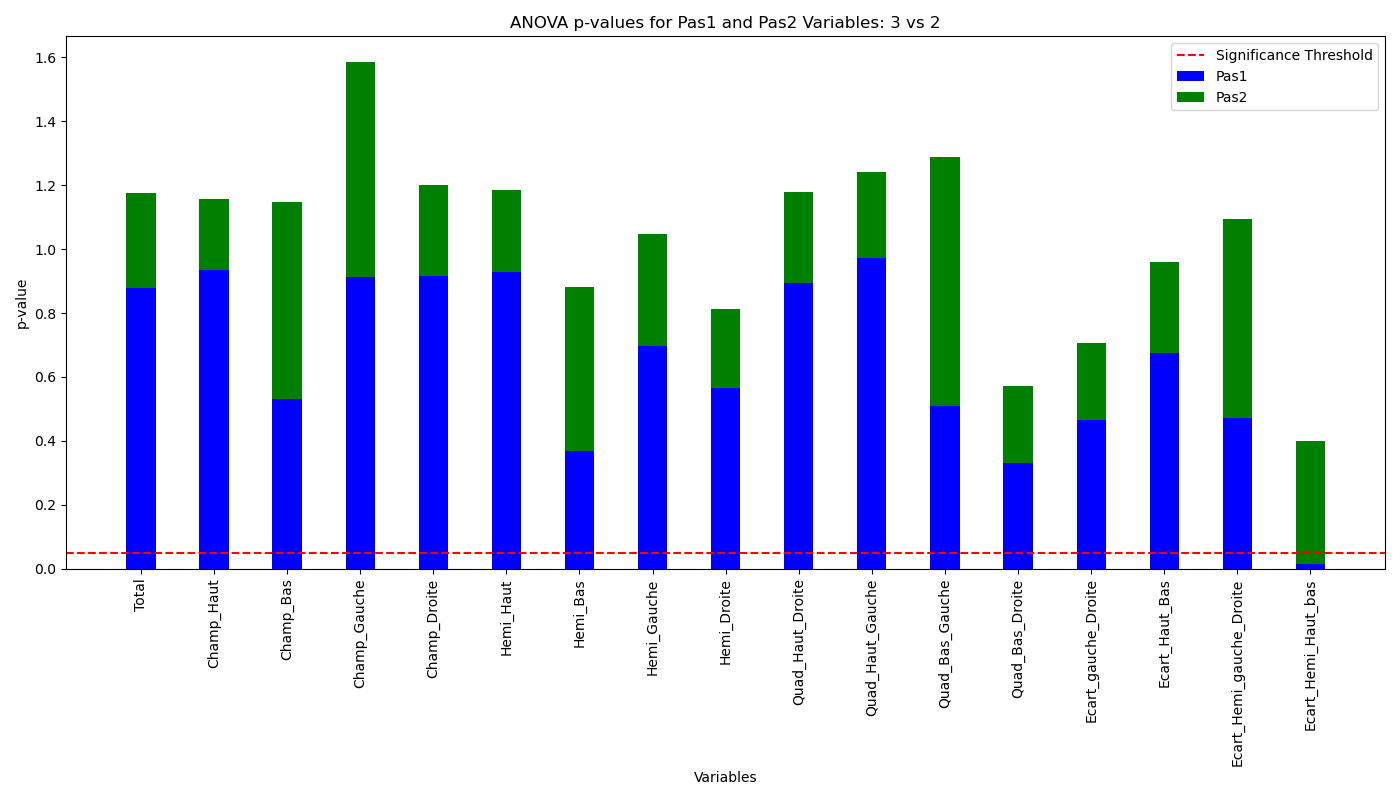 ANOVA p-values for Pas1 and Pas2 Variables: 3 vs 2
Significance Threshold
Pas1
Pas2
p-value
1.6
1.4
1.2
1.0
0.8
0.6
0.4
0.2
0.0
Total
Champ_Haut
Champ_Bas
Champ_Gauche
Champ_Droite
Hemi_Haut
Hemi_Bas
Hemi_Gauche
Hemi_Droite
Quad_Haut_Droite
Quad_Haut_Gauche
Quad_Bas_Gauche
Quad_Bas_Droite
Ecart_gauche_Droite
Ecart_Haut_Bas
Ecart_Hemi_gauche_Droite
Ecart_Hemi_Haut_bas
Variables